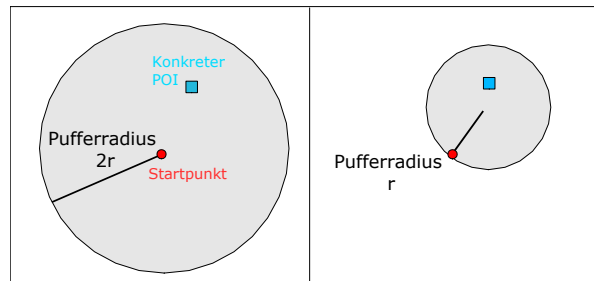 Konkreter
POI
Pufferradius
2r
Startpunkt
Pufferradius
r